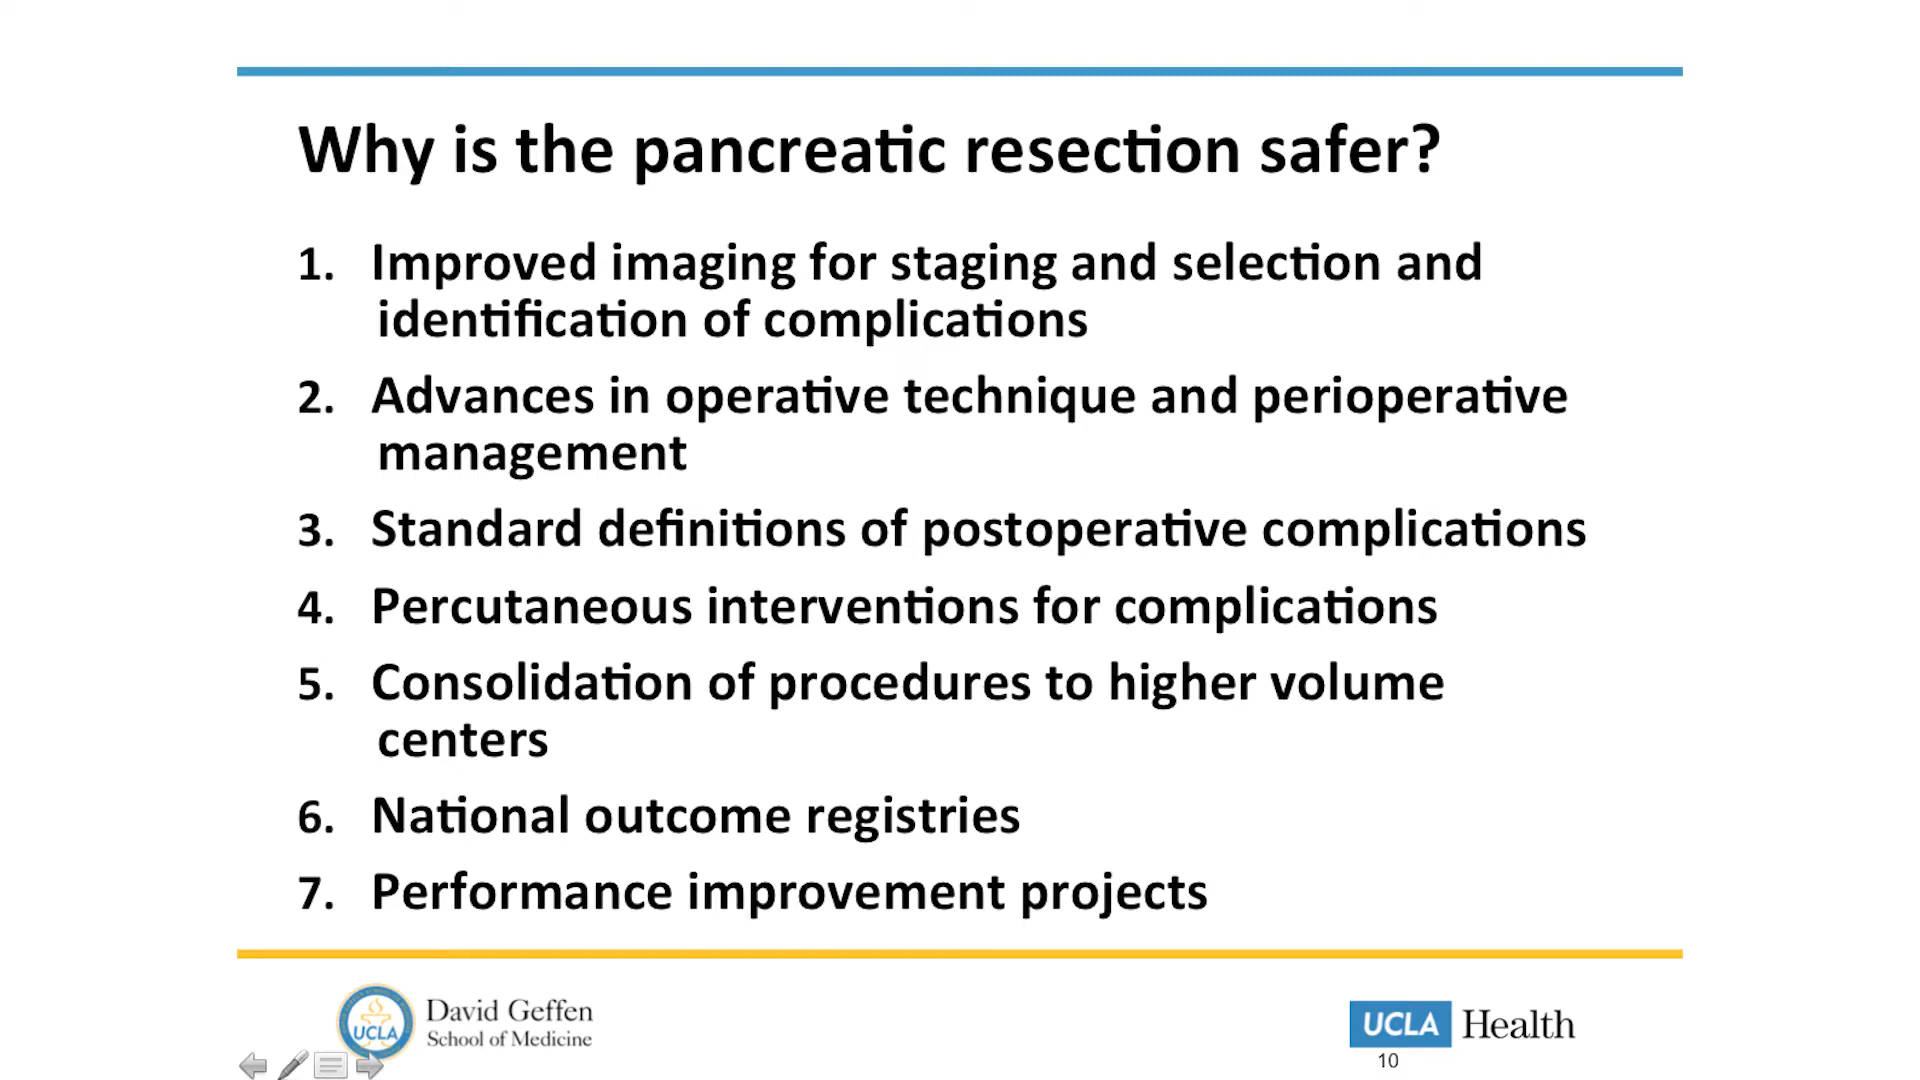 Why is the pancreatic resection safer?
1. Improved imaging for staging and selection and
identification of complications
2. Advances in operative technique and perioperative
management
3. Standard definitions of postoperative complications
4. Percutaneous interventions for complications
5. Consolidation of procedures to higher volume
centers
6. National outcome registries
7. Performance improvement projects
UCLA
David Geffen
School of Medicine
UCLA Health
10